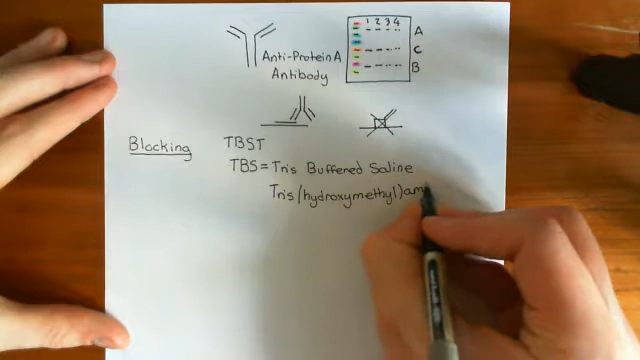 1 2 3 4
A
C
B
Anti-Protein A
Antibody
Blocking
TBST
TBS = Tris Buffered Saline
Tris(hydroxymethyl)am